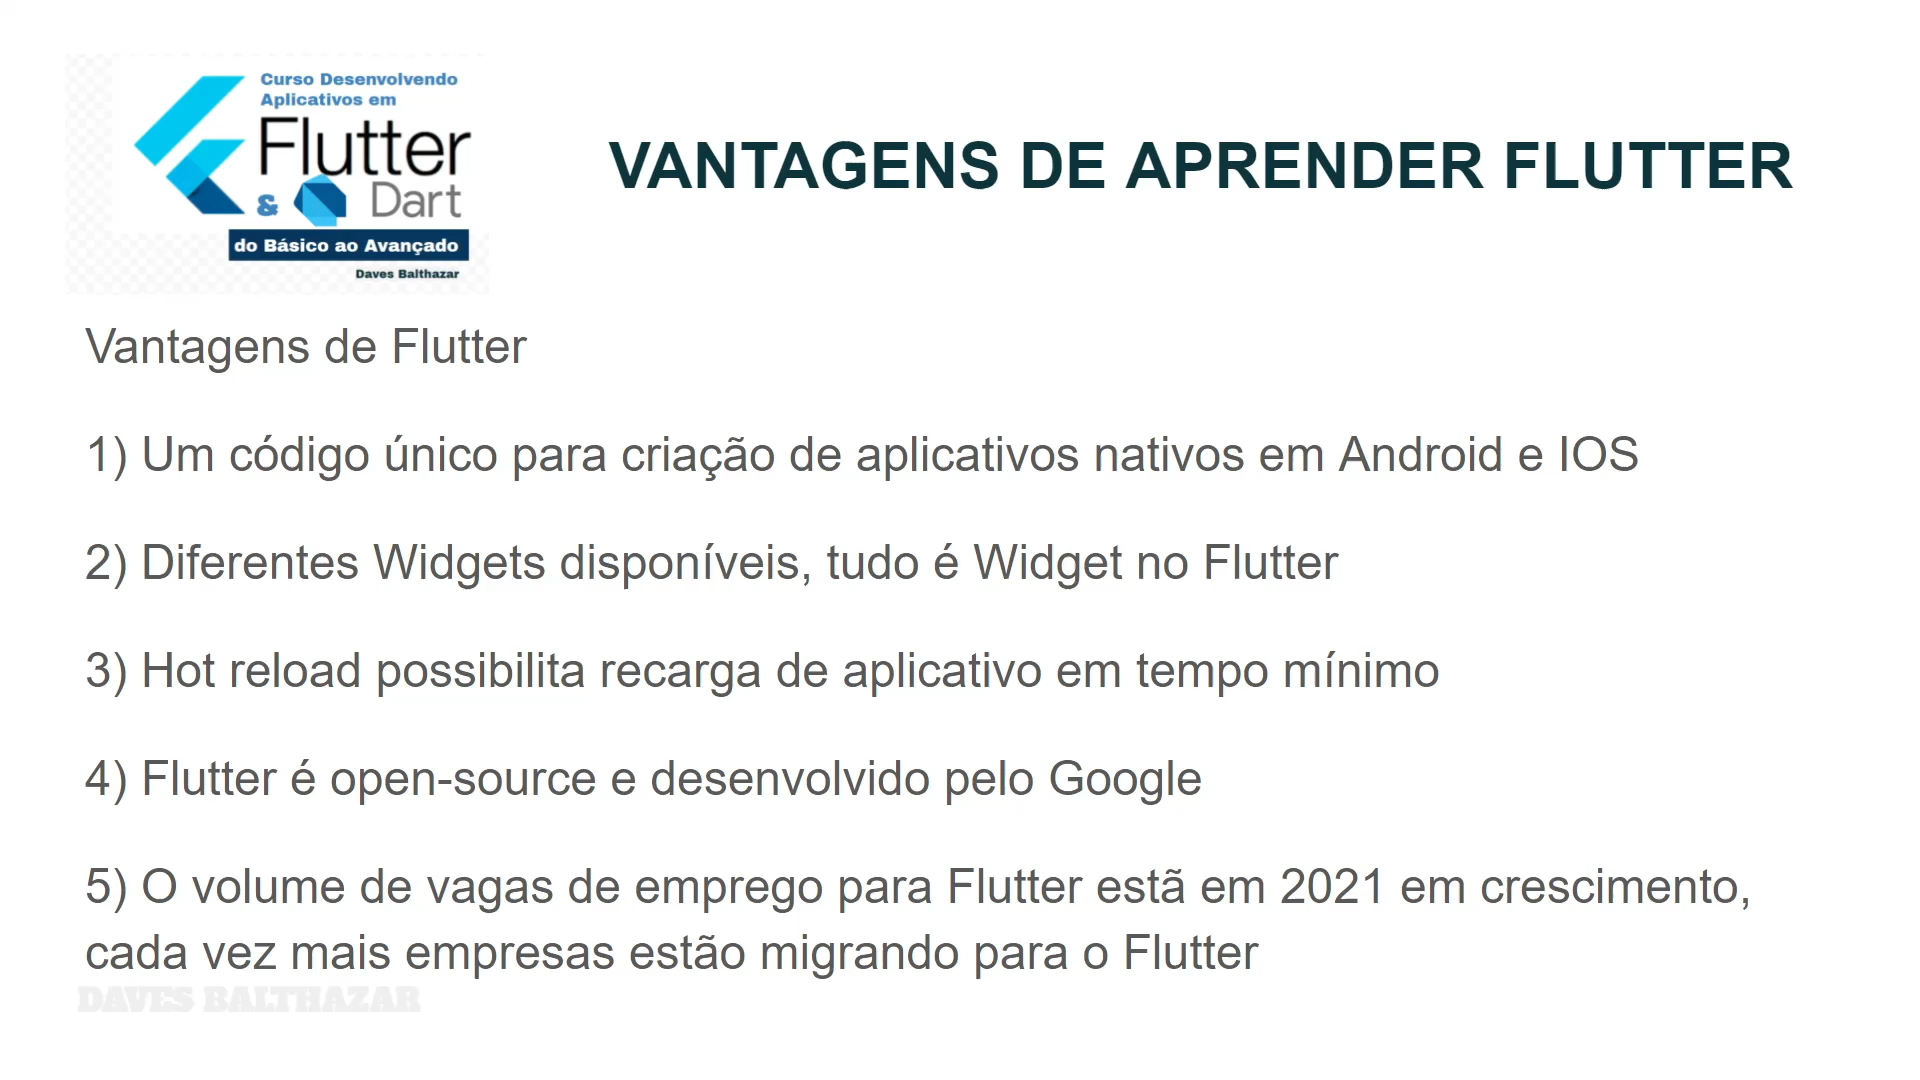 Curso Desenvolvendo
Aplicativos em
Flutter
& Dart
do Básico ao Avançado
Daves Balthazar
VANTAGENS DE APRENDER FLUTTER
Vantagens de Flutter
1) Um código único para criação de aplicativos nativos em Android e IOS
2) Diferentes Widgets disponíveis, tudo é Widget no Flutter
3) Hot reload possibilita recarga de aplicativo em tempo mínimo
4) Flutter é open-source e desenvolvido pelo Google
5) O volume de vagas de emprego para Flutter estã em 2021 em crescimento,
cada vez mais empresas estão migrando para o Flutter
DAVES BALTHAZAR